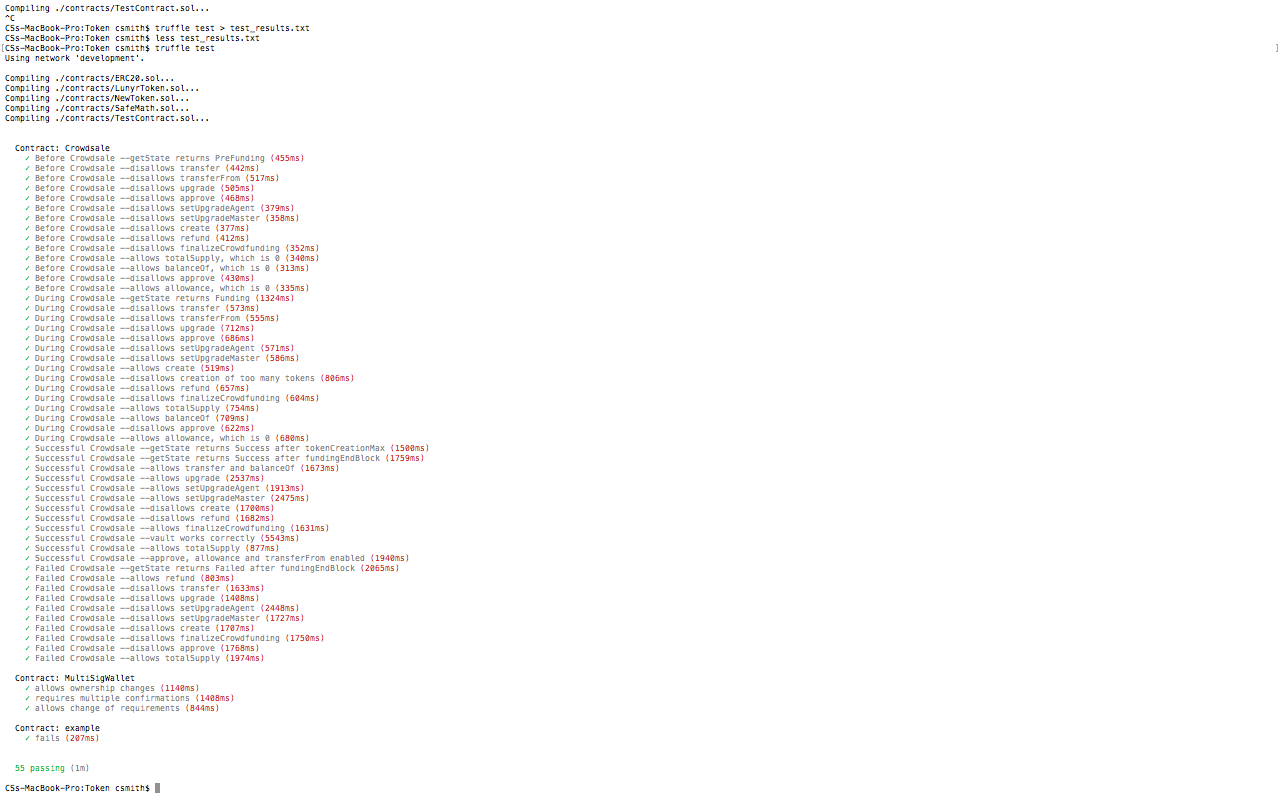 Compiling ./contracts/TestContract.sol...
^C
CSs-MacBook-Pro:Token csmith$ truffle test > test_results.txt
CSs-MacBook-Pro:Token csmith$ less test_results.txt
[CSs-MacBook-Pro:Token csmith$ truffle test ]
Using network 'development'.
Compiling ./contracts/ERC20.sol...
Compiling ./contracts/LunyrToken.sol...
Compiling ./contracts/NewToken.sol...
Compiling ./contracts/SafeMath.sol...
Compiling ./contracts/TestContract.sol...
Contract: Crowdsale
✓ Before Crowdsale --getState returns PreFunding (455ms)
✓ Before Crowdsale --disallows transfer (442ms)
✓ Before Crowdsale --disallows transferFrom (517ms)
✓ Before Crowdsale --disallows upgrade (505ms)
✓ Before Crowdsale --disallows approve (468ms)
✓ Before Crowdsale --disallows setUpgradeAgent (379ms)
✓ Before Crowdsale --disallows setUpgradeMaster (358ms)
✓ Before Crowdsale --disallows create (377ms)
✓ Before Crowdsale --disallows refund (412ms)
✓ Before Crowdsale --disallows finalizeCrowdfunding (352ms)
✓ Before Crowdsale --allows totalSupply, which is 0 (340ms)
✓ Before Crowdsale --allows balanceOf, which is 0 (313ms)
✓ Before Crowdsale --disallows approve (430ms)
✓ Before Crowdsale --allows allowance, which is 0 (335ms)
✓ During Crowdsale --getState returns Funding (1324ms)
✓ During Crowdsale --disallows transfer (573ms)
✓ During Crowdsale --disallows transferFrom (555ms)
✓ During Crowdsale --disallows upgrade (712ms)
✓ During Crowdsale --disallows approve (686ms)
✓ During Crowdsale --disallows setUpgradeAgent (571ms)
✓ During Crowdsale --disallows setUpgradeMaster (586ms)
✓ During Crowdsale --allows create (519ms)
✓ During Crowdsale --disallows creation of too many tokens (806ms)
✓ During Crowdsale --disallows refund (657ms)
✓ During Crowdsale --disallows finalizeCrowdfunding (604ms)
✓ During Crowdsale --allows totalSupply (754ms)
✓ During Crowdsale --allows balanceOf (709ms)
✓ During Crowdsale --disallows approve (622ms)
✓ During Crowdsale --allows allowance, which is 0 (680ms)
✓ Successful Crowdsale --getState returns Success after tokenCreationMax (1500ms)
✓ Successful Crowdsale --getState returns Success after fundingEndBlock (1759ms)
✓ Successful Crowdsale --allows transfer and balanceOf (1673ms)
✓ Successful Crowdsale --allows upgrade (2537ms)
✓ Successful Crowdsale --allows setUpgradeAgent (1913ms)
✓ Successful Crowdsale --allows setUpgradeMaster (2475ms)
✓ Successful Crowdsale --disallows create (1700ms)
✓ Successful Crowdsale --disallows refund (1682ms)
✓ Successful Crowdsale --allows finalizeCrowdfunding (1631ms)
✓ Successful Crowdsale --vault works correctly (5543ms)
✓ Successful Crowdsale --allows totalSupply (877ms)
✓ Successful Crowdsale --approve, allowance and transferFrom enabled (1940ms)
✓ Failed Crowdsale --getState returns Failed after fundingEndBlock (2065ms)
✓ Failed Crowdsale --allows refund (803ms)
✓ Failed Crowdsale --disallows transfer (1633ms)
✓ Failed Crowdsale --disallows upgrade (1408ms)
✓ Failed Crowdsale --disallows setUpgradeAgent (2448ms)
✓ Failed Crowdsale --disallows setUpgradeMaster (1727ms)
✓ Failed Crowdsale --disallows create (1707ms)
✓ Failed Crowdsale --disallows finalizeCrowdfunding (1750ms)
✓ Failed Crowdsale --disallows approve (1768ms)
✓ Failed Crowdsale --allows totalSupply (1974ms)
Contract: MultiSigWallet
✓ allows ownership changes (1140ms)
✓ requires multiple confirmations (1408ms)
✓ allows change of requirements (844ms)
Contract: example
✓ fails (207ms)
55 passing (1m)
CSs-MacBook-Pro:Token csmith$